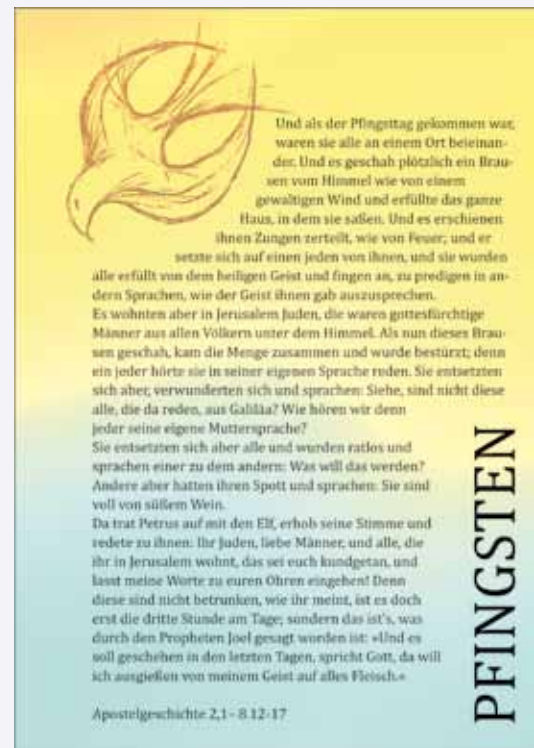 Und als der Pfingsttag gekommen war,
waren sie alle an einem Ort beieinan-
der. Und es geschah plötzlich ein Brau-
sen vom Himmel wie von einem
gewaltigen Wind und erfüllte das ganze
Haus, in dem sie saßen. Und es erschienen
ihnen Zungen zerteilt, wie von Feuer; und er
setzte sich auf einen jeden von ihnen, und sie wurden
alle erfüllt von dem heiligen Geist und fingen an, zu predigen in an-
dern Sprachen, wie der Geist ihnen gab auszusprechen.
Es wohnten aber in Jerusalem Juden, die waren gottesfürchtige
Männer aus allen Völkern unter dem Himmel. Als nun dieses Brau-
sen geschah, kam die Menge zusammen und wurde bestürzt; denn
ein jeder hörte sie in seiner eigenen Sprache reden. Sie entsetzten
sich aber, verwunderten sich und sprachen: Siehe, sind nicht diese
alle, die da reden, aus Galiläa? Wie hören wir denn
jeder seine eigene Muttersprache?
Sie entsetzten sich aber alle und wurden ratlos und
sprachen einer zu dem andern: Was will das werden?
Andere aber hatten ihren Spott und sprachen: Sie sind
voll von süßem Wein.
Da trat Petrus auf mit den Elf, erhob seine Stimme und
redete zu ihnen: Ihr Juden, liebe Männer, und alle, die
ihr in Jerusalem wohnt, das sei euch kundgetan, und
lasst meine Worte zu euren Ohren eingehen! Denn
diese sind nicht betrunken, wie ihr meint, ist es doch
erst die dritte Stunde am Tage; sondern das ist's, was
durch den Propheten Joel gesagt worden ist: »Und es
soll geschehen in den letzten Tagen, spricht Gott, da will
ich ausgießen von meinem Geist auf alles Fleisch.«
Apostelgeschichte 2,1– 8.12-17
PFINGSTEN